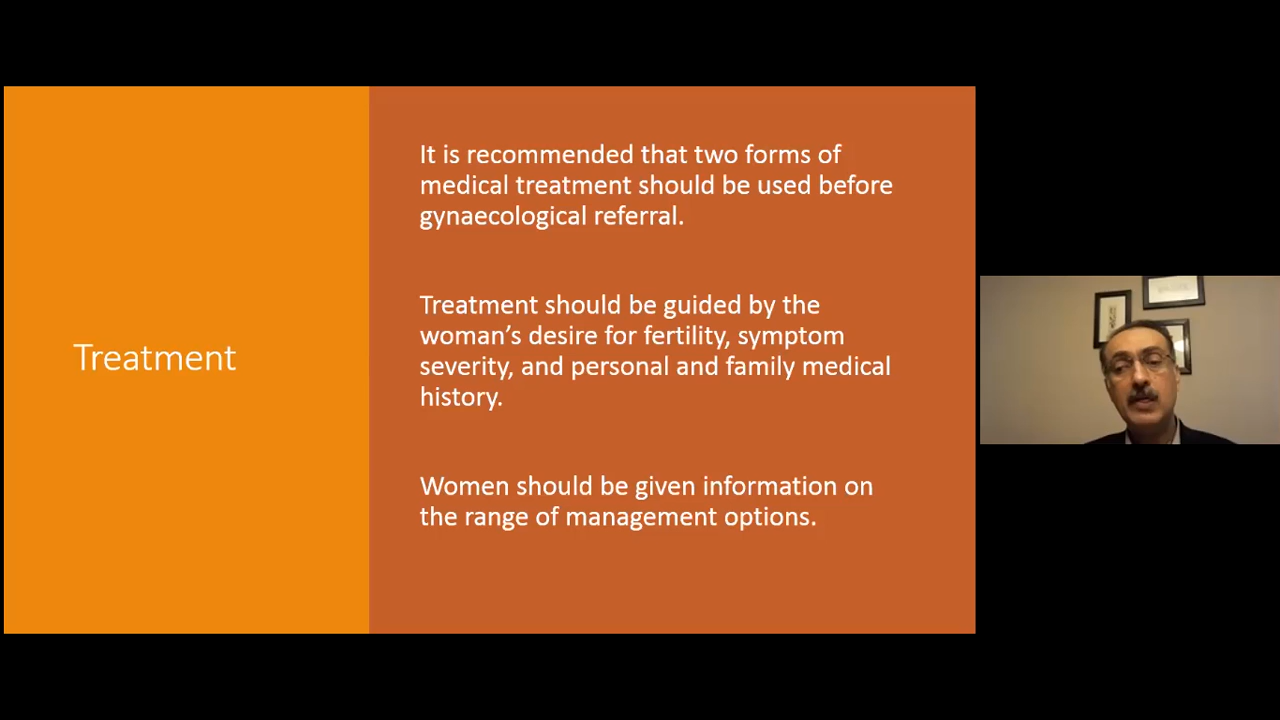 Treatment
It is recommended that two forms of
medical treatment should be used before
gynaecological referral.
Treatment should be guided by the
woman's desire for fertility, symptom
severity, and personal and family medical
history.
Women should be given information on
the range of management options.